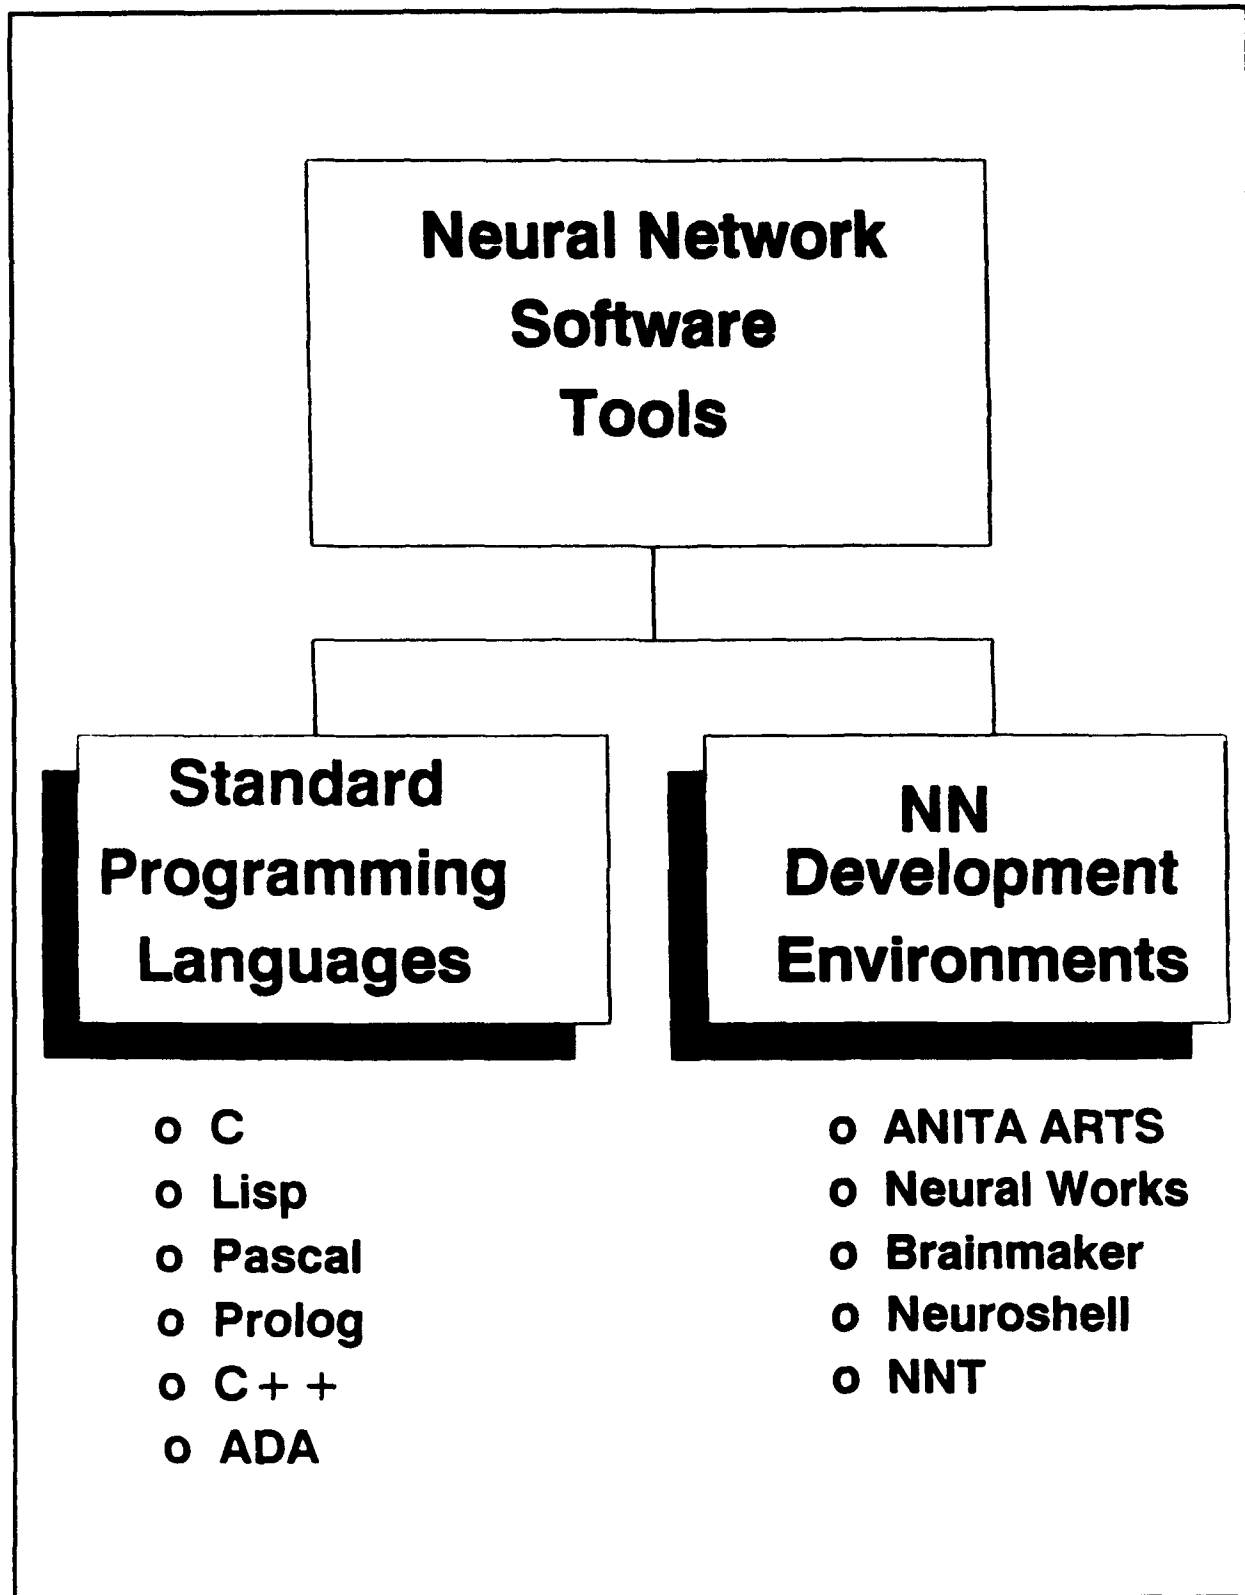 Neural Network
Software
Tools
Standard
Programming
Languages
o C
o Lisp
o Pascal
o Prolog
o C++
o ADA
NN
Development
Environments
o ANITA ARTS
o Neural Works
o Brainmaker
o Neuroshell
o NNT